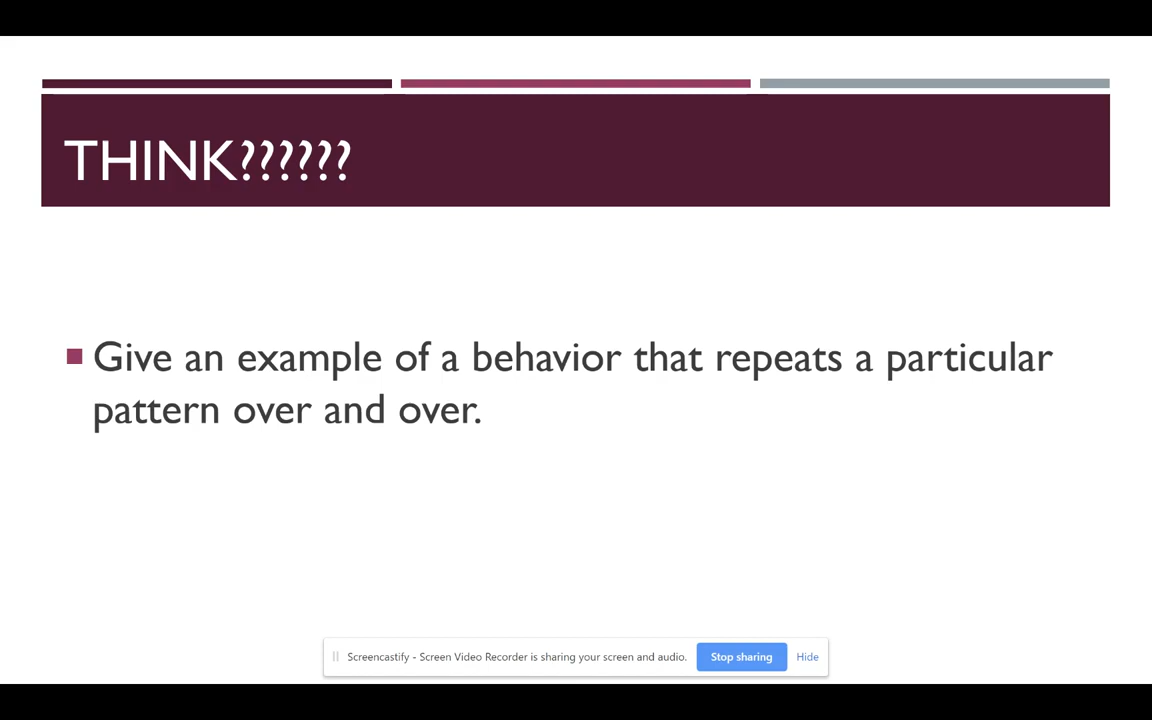 THINK??????
Give an example of a behavior that repeats a particular
pattern over and over.
Screencastify - Screen Video Recorder is sharing your screen and audio. Stop sharing Hide